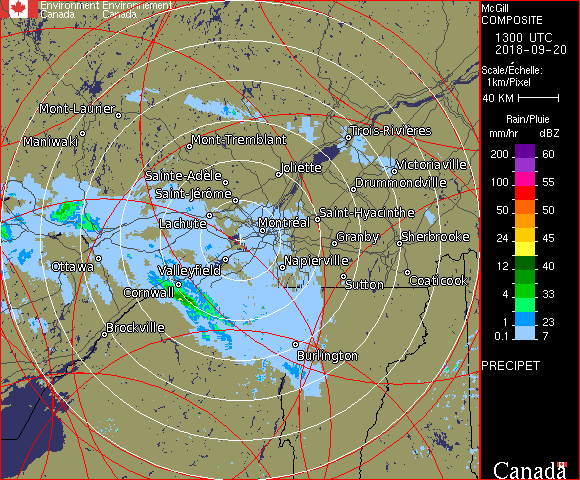 Environment Environnement
Canada Canada
McGill
COMPOSITE
1300 UTC
2018-09-20
Scale/Échelle:
1km/Pixel
40 KM
Rain/Pluie
mm/hr dBZ
200 60
150 55
100 55
50 50
24 45
12 40
4 33
1 23
0.1 7
PRECIPET
Canada
Mont-Laurier
Maniwaki
Mont-Tremblant
Trois-Rivières
Joliette
Victoriaville
Sainte-Adèle
Drummondville
Saint-Jérôme
Lachute
Montréal
Saint-Hyacinthe
Granby
Sherbrooke
Ottawa
Valleyfield
Napierville
Cornwall
Sutton
Coaticook
Brockville
Burlington